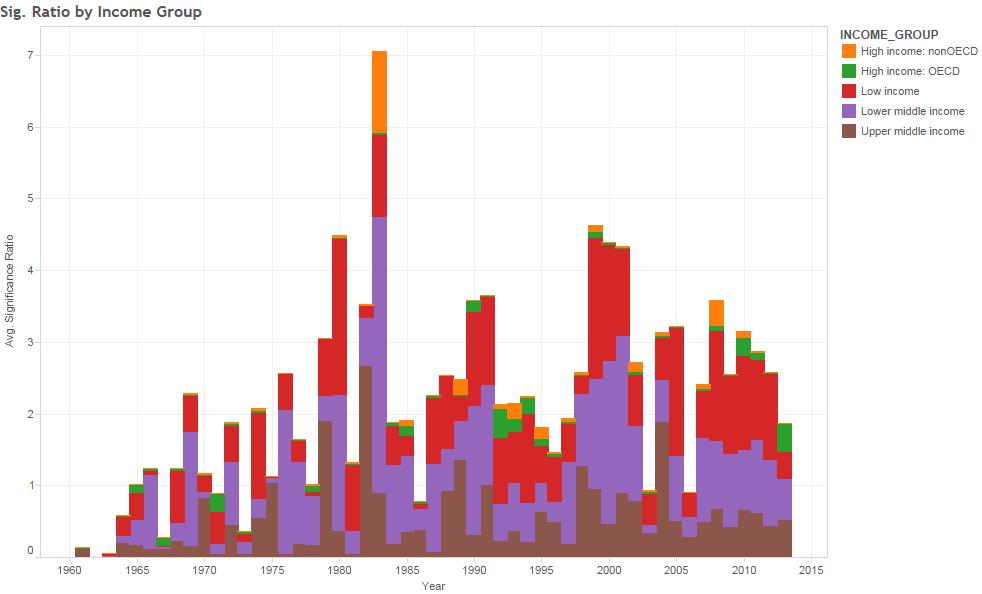 Sig. Ratio by Income Group
INCOME_GROUP
High income: nonOECD
High income: OECD
Low income
Lower middle income
Upper middle income
7
6
5
4
3
2
1
0
Avg. Significance Ratio
1960 1965 1970 1975 1980 1985 1990 1995 2000 2005 2010 2015
Year